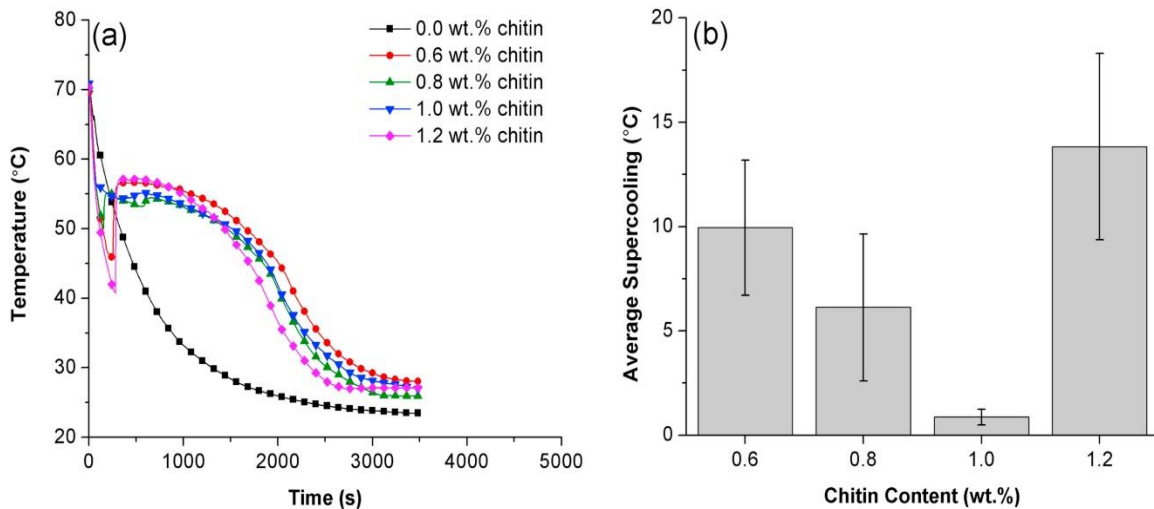 (a)
0.0 wt.% chitin
0.6 wt.% chitin
0.8 wt.% chitin
1.0 wt.% chitin
1.2 wt.% chitin
80
70
60
50
40
30
20
Temperature (°C)
0 1000 2000 3000 4000 5000
Time (s)
(b)
20
15
10
5
0
Average Supercooling (°C)
0.6 0.8 1.0 1.2
Chitin Content (wt.%)